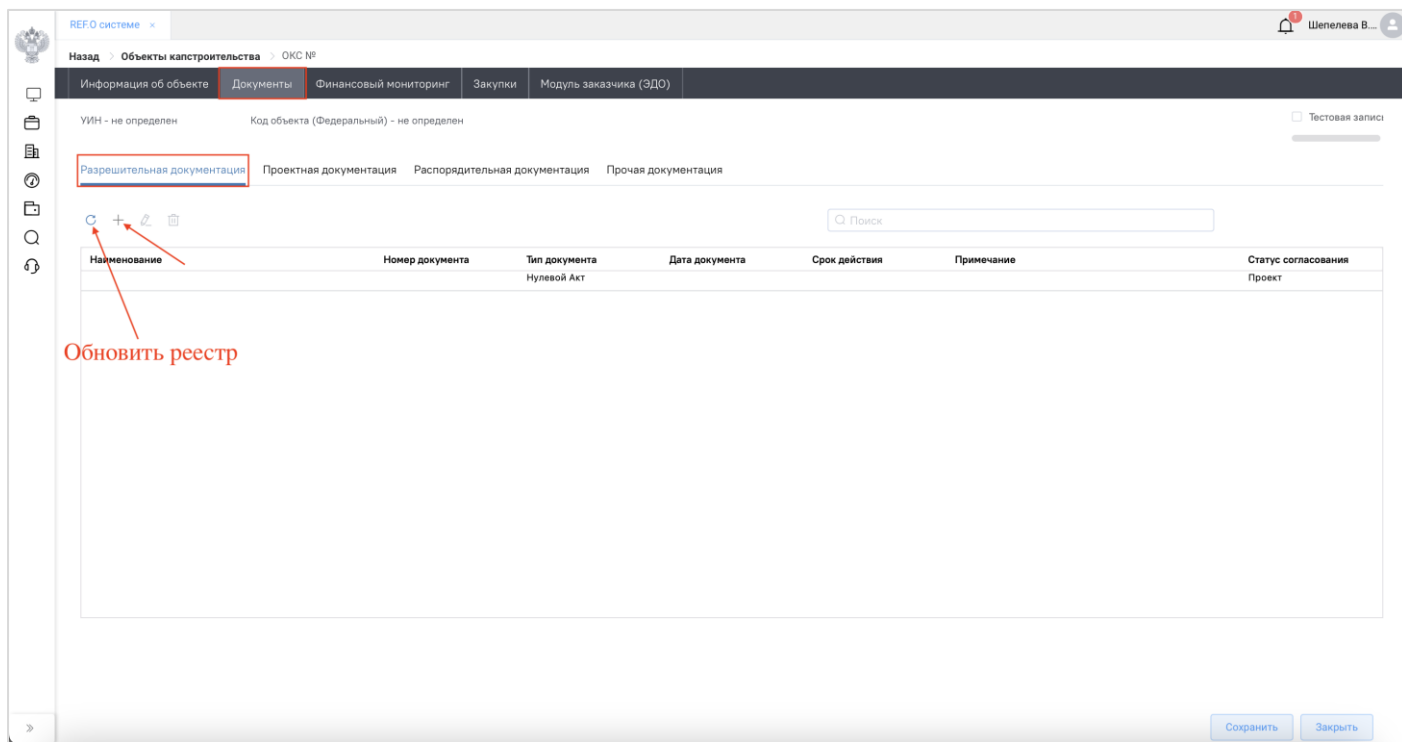 REF.О системе ×
1
Шепелева В....
Назад > Объекты капстроительства > ОКС №
Информация об объекте Документы Финансовый мониторинг Закупки Модуль заказчика (ЭДО)
УИН - не определен Код объекта (Федеральный) - не определен Тестовая запись
Разрешительная документация Проектная документация Распорядительная документация Прочая документация
Поиск
Наименование Номер документа Тип документа Дата документа Срок действия Примечание Статус согласования
Нулевой Акт Проект
Обновить реестр
Сохранить Закрыть